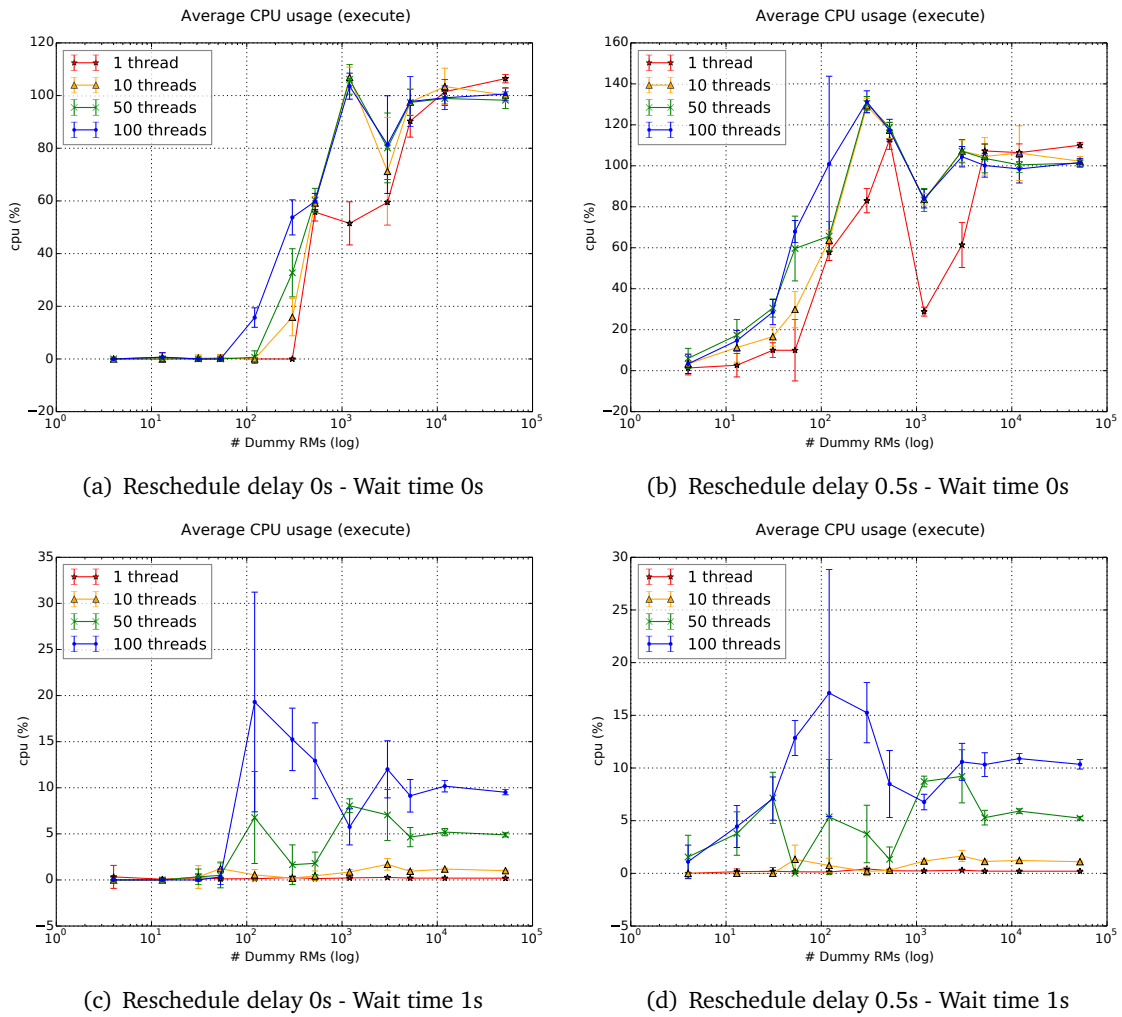 Average CPU usage (execute)
120
100
80
60
40
20
0
−20
10^0
10^1
10^2
10^3
10^4
10^5
cpu (%)
# Dummy RMs (log)
1 thread
10 threads
50 threads
100 threads
(a) Reschedule delay 0s - Wait time 0s
Average CPU usage (execute)
160
140
120
100
80
60
40
20
0
−20
10^0
10^1
10^2
10^3
10^4
10^5
cpu (%)
# Dummy RMs (log)
1 thread
10 threads
50 threads
100 threads
(b) Reschedule delay 0.5s - Wait time 0s
Average CPU usage (execute)
35
30
25
20
15
10
5
0
−5
10^0
10^1
10^2
10^3
10^4
10^5
cpu (%)
# Dummy RMs (log)
1 thread
10 threads
50 threads
100 threads
(c) Reschedule delay 0s - Wait time 1s
Average CPU usage (execute)
30
25
20
15
10
5
0
−5
10^0
10^1
10^2
10^3
10^4
10^5
cpu (%)
# Dummy RMs (log)
1 thread
10 threads
50 threads
100 threads
(d) Reschedule delay 0.5s - Wait time 1s